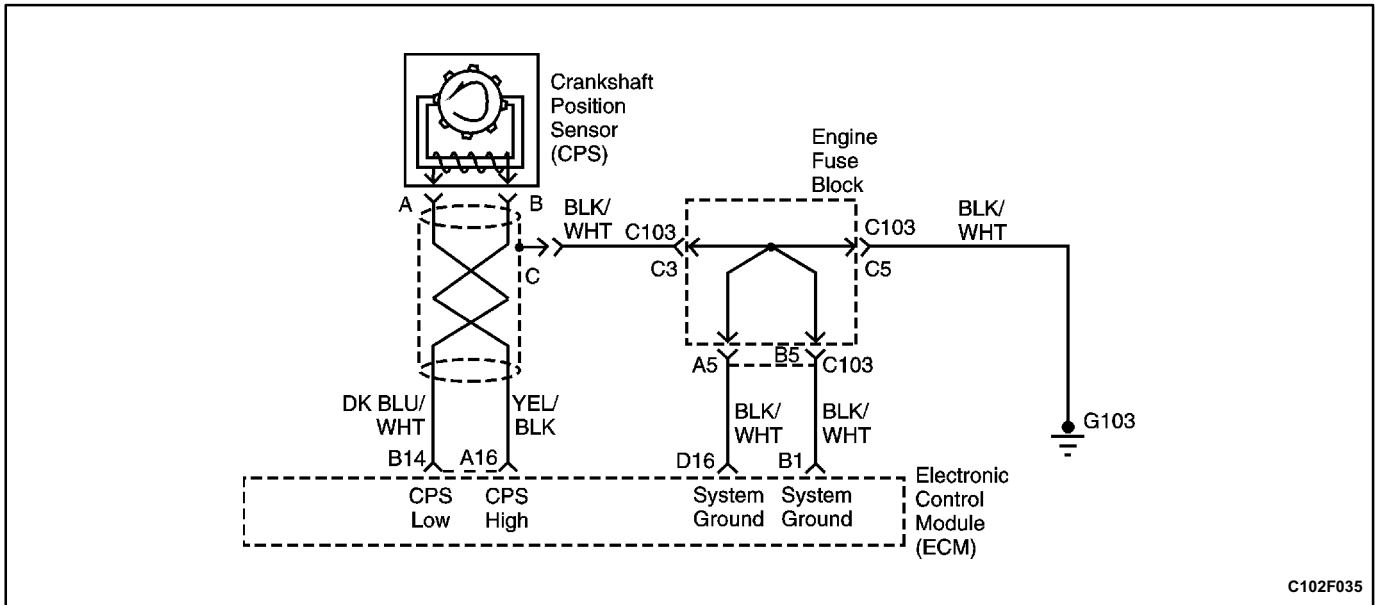 Crankshaft
Position
Sensor
(CPS)
Engine
Fuse
Block
A
B
BLK/
WHT
C103
C3
C
C103
C5
BLK/
WHT
A5
B5
C103
DK BLU/
WHT
YEL/
BLK
BLK/
WHT
BLK/
WHT
G103
B14
A16
D16
B1
CPS
Low
CPS
High
System
Ground
System
Ground
Electronic
Control
Module
(ECM)
C102F035